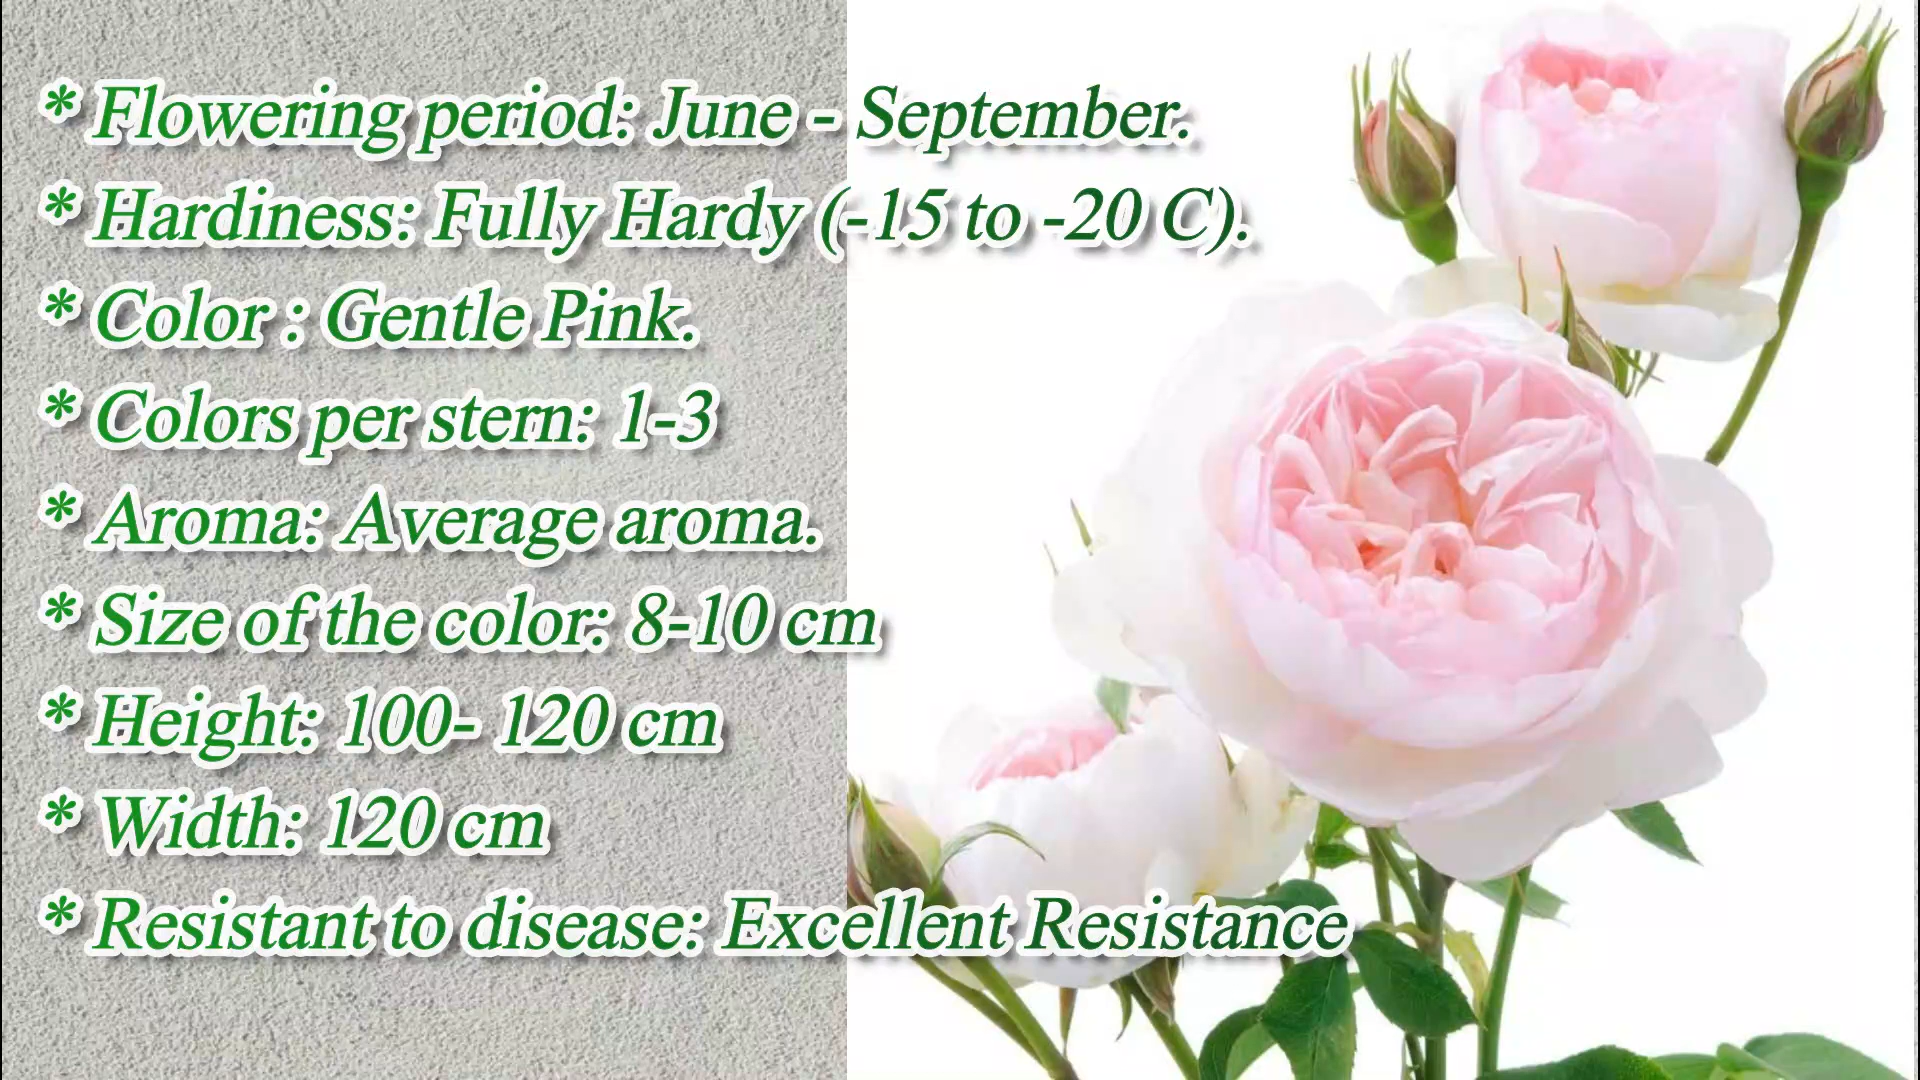 * Flowering period: June - September.
* Hardiness: Fully Hardy (-15 to -20 C).
* Color : Gentle Pink.
* Colors per stem: 1-3
* Aroma: Average aroma.
* Size of the color: 8-10 cm
* Height: 100- 120 cm
* Width: 120 cm
* Resistant to disease: Excellent Resistance